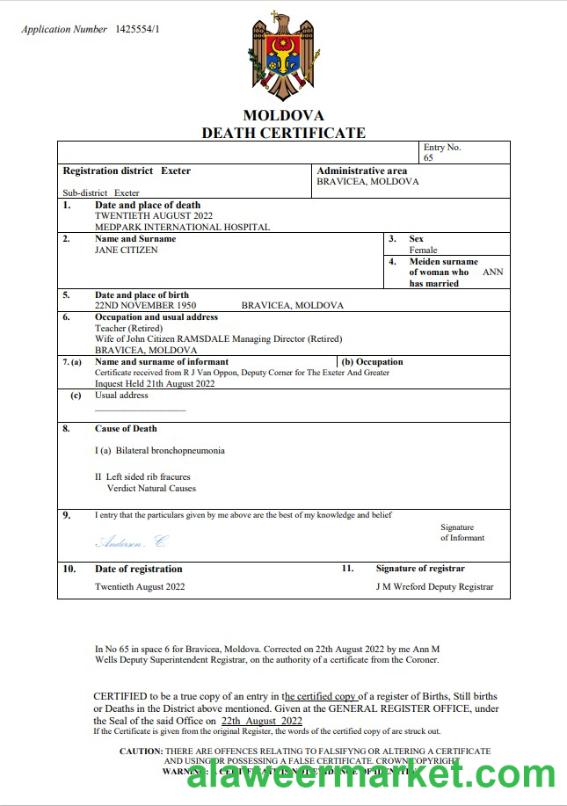 Application Number 1425554/1
MOLDOVA
DEATH CERTIFICATE
Entry No.
65
Registration district Exeter
Sub-district Exeter
Administrative area
BRAVICEA, MOLDOVA
1. Date and place of death
TWENTIETH AUGUST 2022
MEDPARK INTERNATIONAL HOSPITAL
2. Name and Surname
JANE CITIZEN
3. Sex
Female
4. Meiden surname
of woman who ANN
has married
5. Date and place of birth
22ND NOVEMBER 1950 BRAVICEA, MOLDOVA
6. Occupation and usual address
Teacher (Retired)
Wife of John Citizen RAMSDALE Managing Director (Retired)
BRAVICEA, MOLDOVA
7. (a) Name and surname of informant (b) Occupation
Certificate received from R J Van Oppon, Deputy Corner for The Exeter And Greater
Inquest Held 21th August 2022
(c) Usual address
8. Cause of Death
I (a) Bilateral bronchopneumonia
II Left sided rib fracures
Verdict Natural Causes
9. I entry that the particulars given by me above are the best of my knowledge and belief
Anderson. C
Signature
of Informant
10. Date of registration 11. Signature of registrar
Twentieth August 2022 J M Wreford Deputy Registrar
In No 65 in space 6 for Bravicea, Moldova. Corrected on 22th August 2022 by me Ann M
Wells Deputy Superintendent Registrar, on the authority of a certificate from the Coroner.
CERTIFIED to be a true copy of an entry in the certified copy of a register of Births, Still births
or Deaths in the District above mentioned. Given at the GENERAL REGISTER OFFICE, under
the Seal of the said Office on 22th August 2022
If the Certificate is given from the original Register, the words of the certified copy of are struck out.
CAUTION: THERE ARE OFFENCES RELATING TO FALSIFYNG OR ALTERING A CERTIFICATE
AND USING OR POSSESSING A FALSE CERTIFICATE. CROWN COPYRIGHT
WARNING: A CERTIFICATE IS NOT EVIDENCE OF IDENTITY
alaweermarket.com